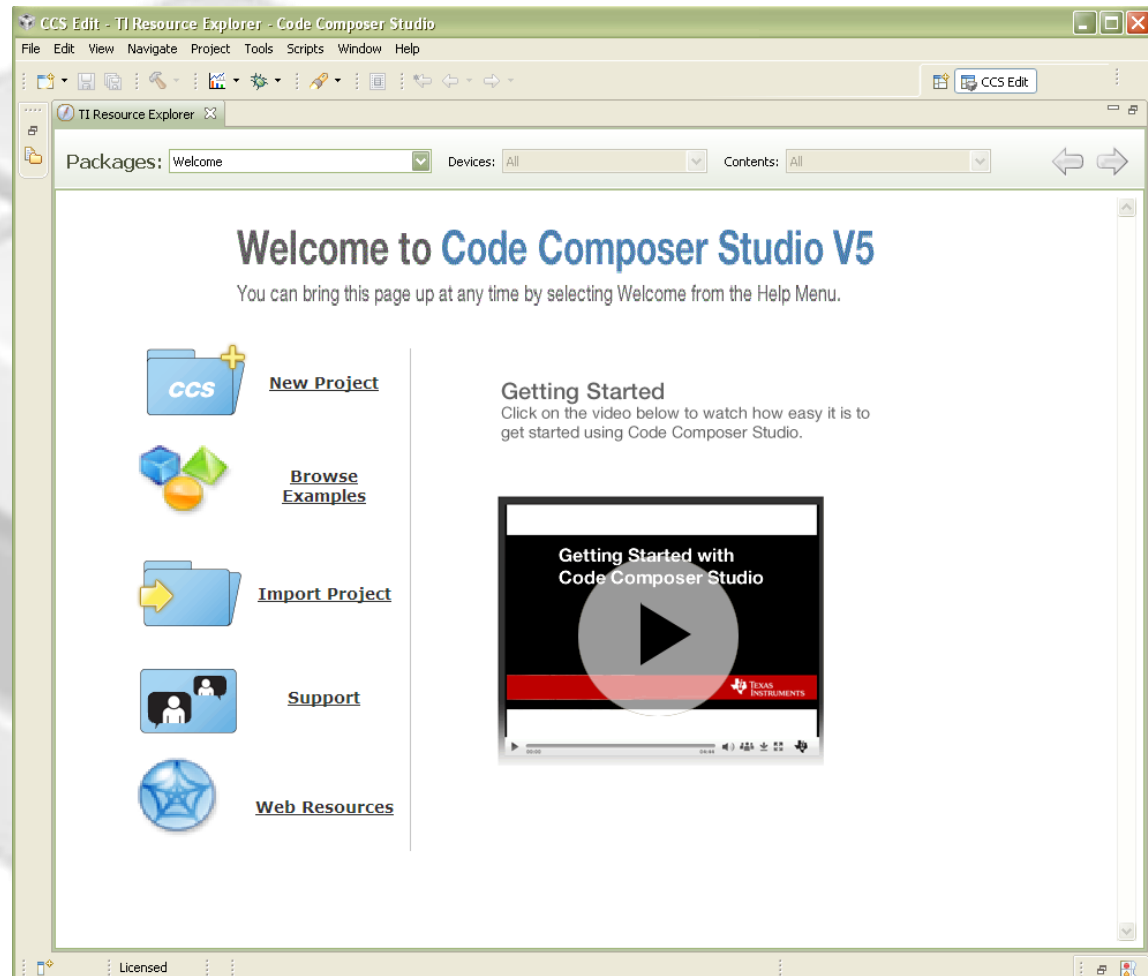 CCS Edit - TI Resource Explorer - Code Composer Studio
File Edit View Navigate Project Tools Scripts Window Help
CCS Edit
TI Resource Explorer
Packages: Welcome Devices: All Contents: All
Welcome to Code Composer Studio V5
You can bring this page up at any time by selecting Welcome from the Help Menu.
ccs
New Project
Browse
Examples
Import Project
Support
Web Resources
Getting Started
Click on the video below to watch how easy it is to
get started using Code Composer Studio.
Getting Started with
Code Composer Studio
TEXAS
INSTRUMENTS
00:00
Licensed